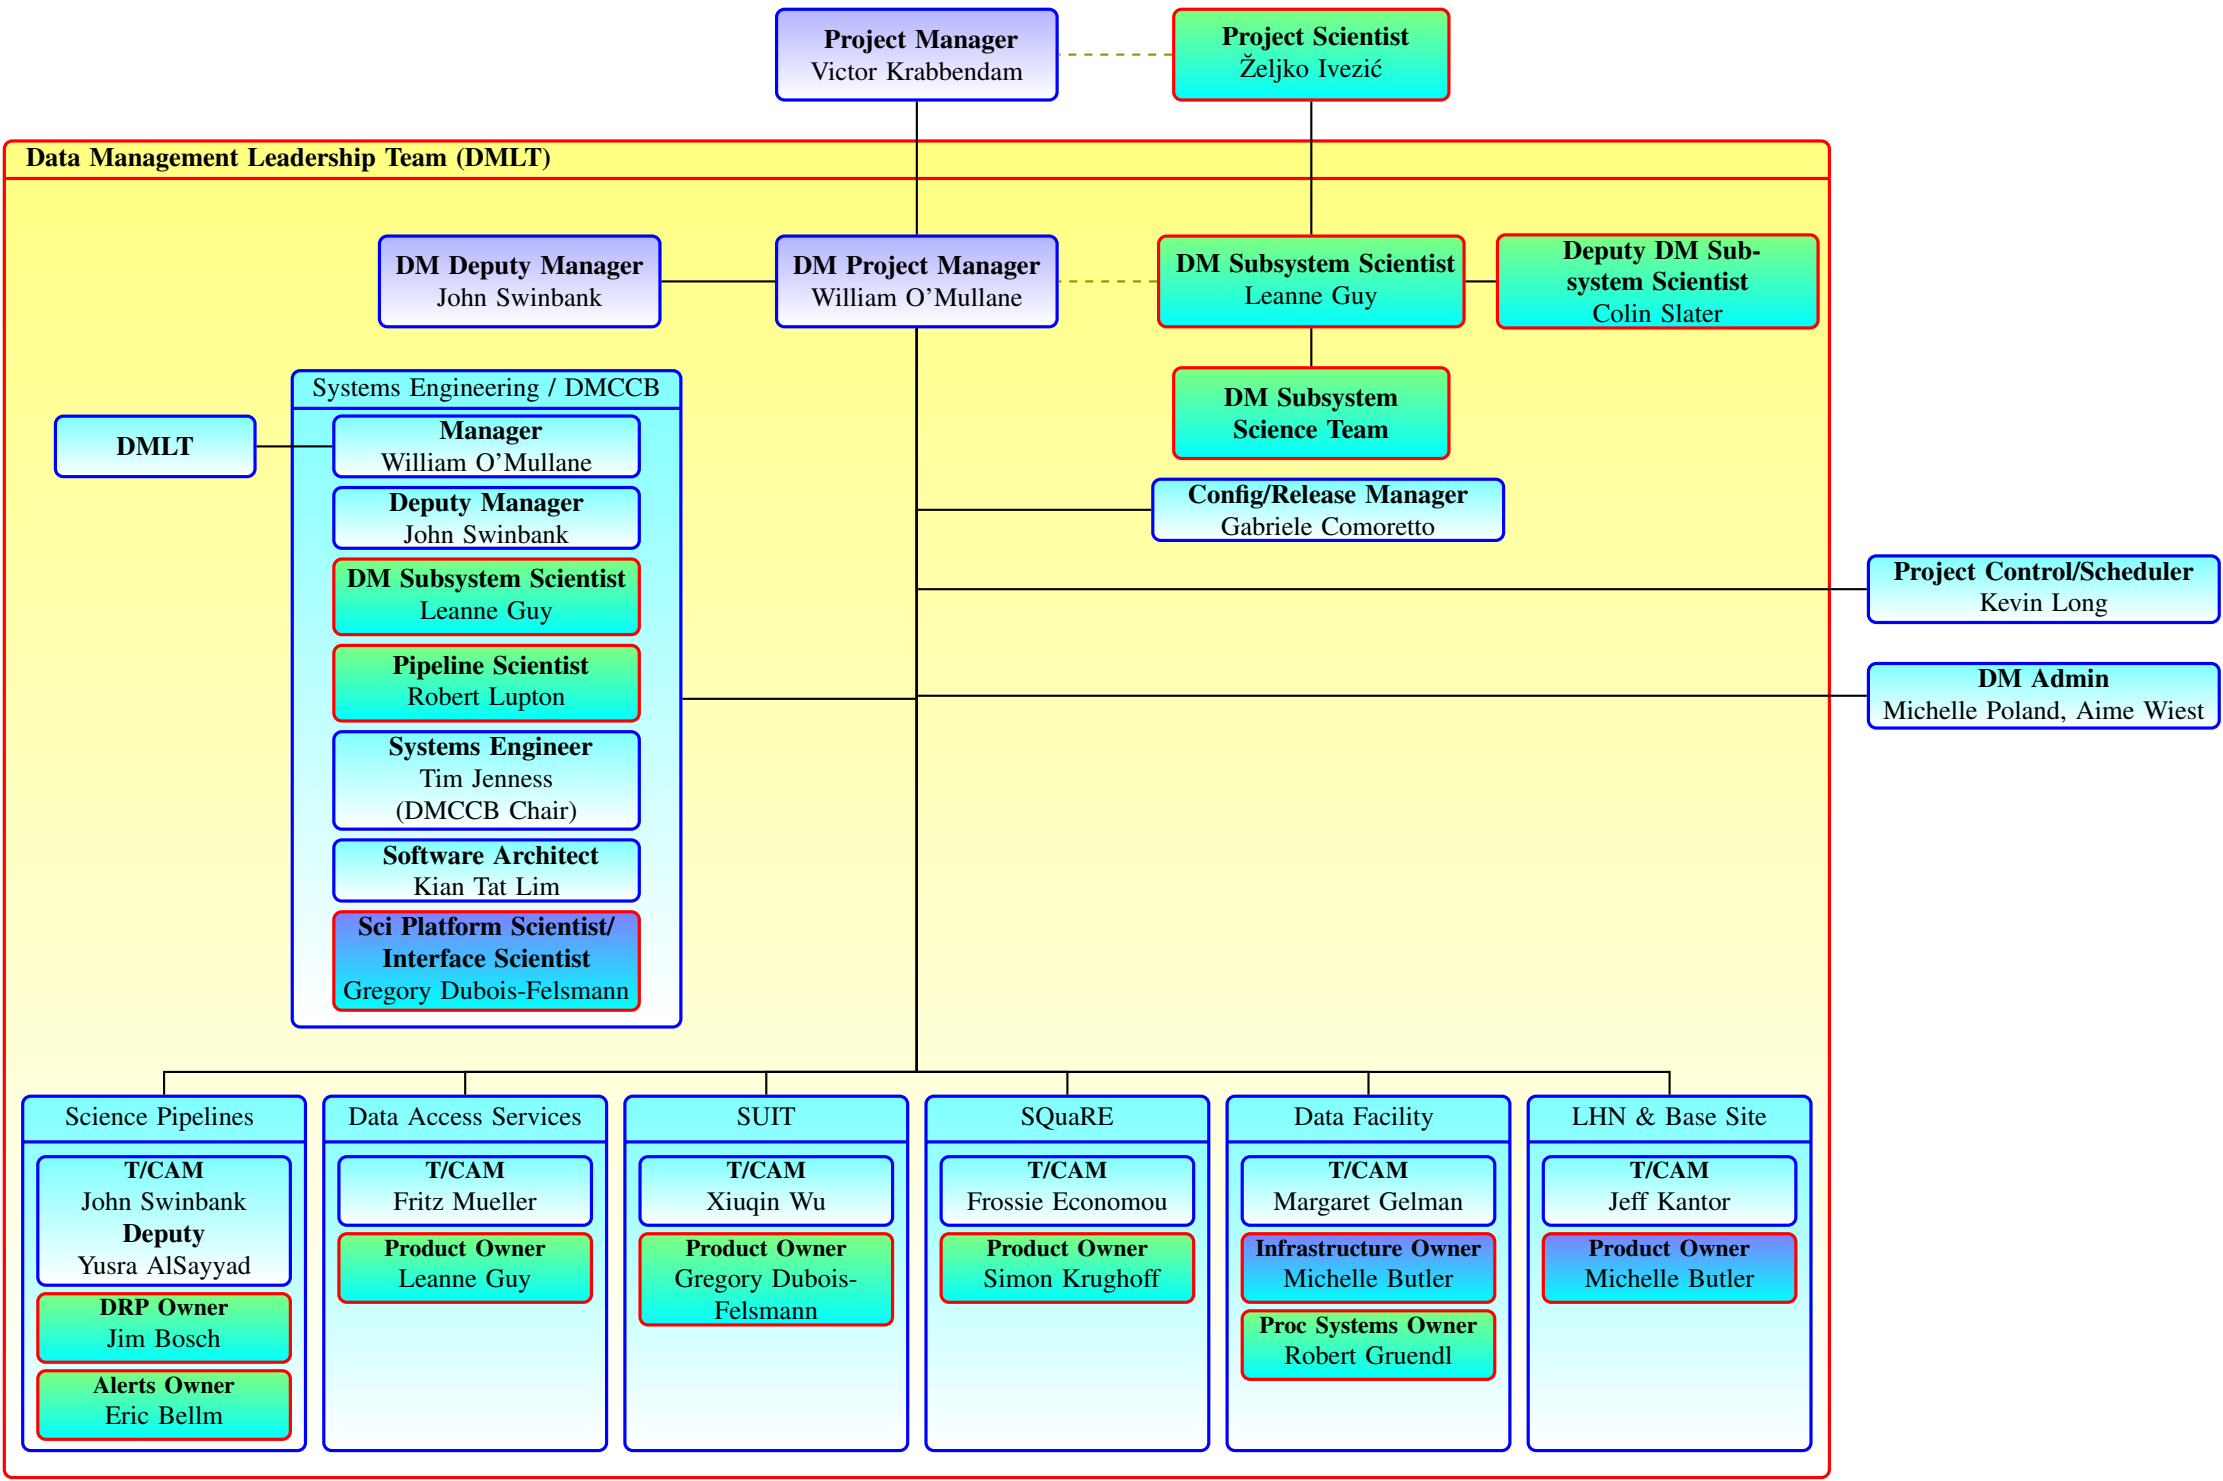 Project Manager
Victor Krabbendam
Project Scientist
Željko Ivezić
Data Management Leadership Team (DMLT)
DM Deputy Manager
John Swinbank
DM Project Manager
William O'Mullane
DM Subsystem Scientist
Leanne Guy
Deputy DM Sub-
system Scientist
Colin Slater
DM Subsystem
Science Team
DMLT
Systems Engineering / DMCCB
Manager
William O'Mullane
Deputy Manager
John Swinbank
DM Subsystem Scientist
Leanne Guy
Pipeline Scientist
Robert Lupton
Systems Engineer
Tim Jenness
(DMCCB Chair)
Software Architect
Kian Tat Lim
Sci Platform Scientist/
Interface Scientist
Gregory Dubois-Felsmann
Config/Release Manager
Gabriele Comoretto
Project Control/Scheduler
Kevin Long
DM Admin
Michelle Poland, Aime Wiest
Science Pipelines
T/CAM
John Swinbank
Deputy
Yusra AlSayyad
DRP Owner
Jim Bosch
Alerts Owner
Eric Bellm
Data Access Services
T/CAM
Fritz Mueller
Product Owner
Leanne Guy
SUIT
T/CAM
Xiuqin Wu
Product Owner
Gregory Dubois-
Felsmann
SQuaRE
T/CAM
Frossie Economou
Product Owner
Simon Krughoff
Data Facility
T/CAM
Margaret Gelman
Infrastructure Owner
Michelle Butler
Proc Systems Owner
Robert Gruendl
LHN & Base Site
T/CAM
Jeff Kantor
Product Owner
Michelle Butler